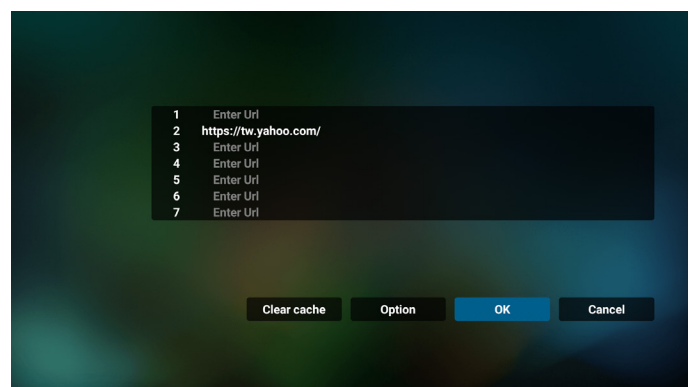 1 Enter Url
2 https://tw.yahoo.com/
3 Enter Url
4 Enter Url
5 Enter Url
6 Enter Url
7 Enter Url
Clear cache Option OK Cancel